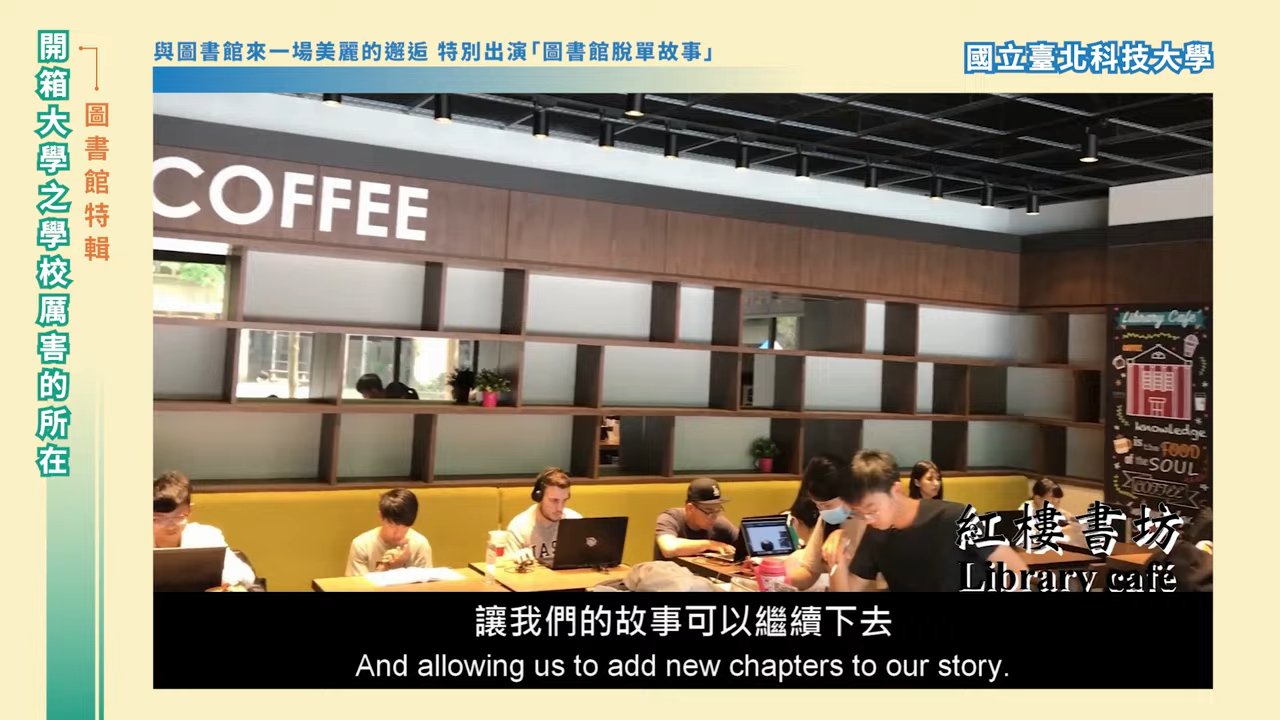 開箱大學之學校厲害的所在
圖書館特輯
與圖書館來一場美麗的邂逅 特別出演「圖書館脫單故事」
國立臺北科技大學
COFFEE
Library Cafe
knowledge
is the FOOD
of the SOUL
紅樓書坊
Library café
讓我們的故事可以繼續下去
And allowing us to add new chapters to our story.